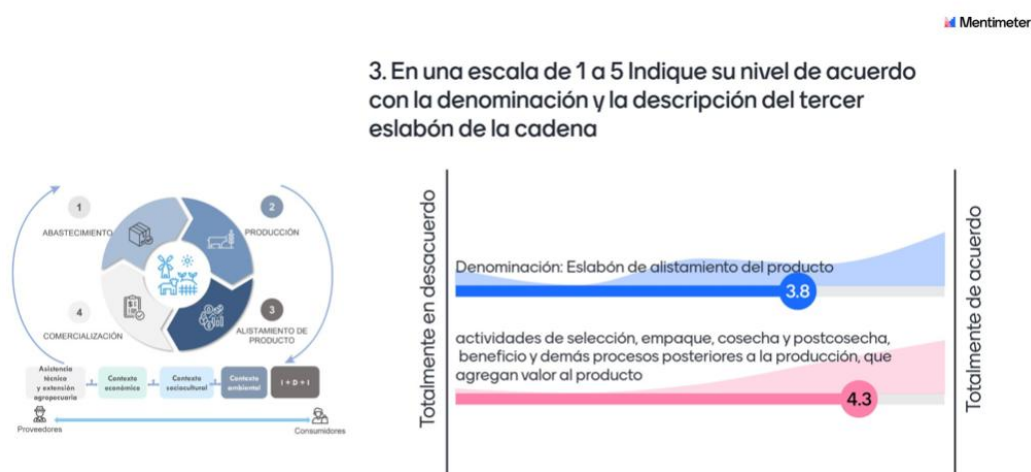 Mentimeter
3. En una escala de 1 a 5 Indique su nivel de acuerdo
con la denominación y la descripción del tercer
eslabón de la cadena
1
ABASTECIMIENTO
2
PRODUCCIÓN
4
COMERCIALIZACIÓN
3
ALISTAMIENTO DE
PRODUCTO
Asistencia
técnica
y extensión
agropecuaria
Contexto
económico
Contexto
sociocultural
Contexto
ambiental
I + D + I
Proveedores
Consumidores
Totalmente en desacuerdo
Denominación: Eslabón de alistamiento del producto
3.8
actividades de selección, empaque, cosecha y postcosecha,
beneficio y demás procesos posteriores a la producción, que
agregan valor al producto
4.3
Totalmente de acuerdo